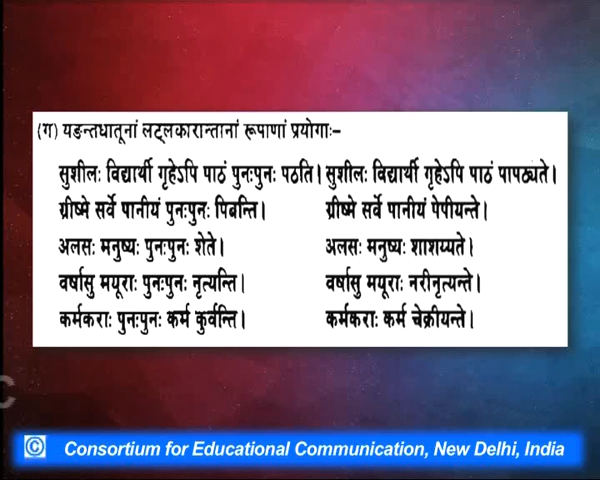 (ग) यङन्तधातूनां लट्लकारान्तानां रूपाणां प्रयोगाः–
सुशीलः विद्यार्यी गृहेऽपि पाठं पुनःपुनः पठति। सुशीलः विद्यार्यी गृहेऽपि पाठं पापठ्यते।
ग्रीष्मे सर्वे पानीयं पुनःपुनः पिबन्ति। ग्रीष्मे सर्वे पानीयं पेपीयन्ते।
अलसः मनुष्यः पुनःपुनः शेते। अलसः मनुष्यः शाशय्यते।
वर्षासु मयूराः पुनःपुनः नृत्यन्ति। वर्षासु मयूराः नरीनृत्यन्ते।
कर्मकराः पुनःपुनः कर्म कुर्वन्ति। कर्मकराः कर्म चेक्रीयन्ते।
C
© Consortium for Educational Communication, New Delhi, India